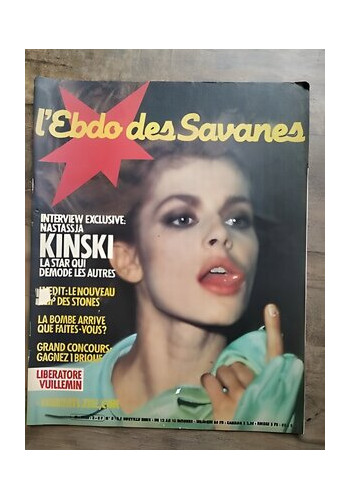 l'Ebdo des Savanes
INTERVIEW EXCLUSIVE:
NASTASSJA
KINSKI
LA STAR QUI
DEMODE LES AUTRES
LE NOUVEAU
DES STONES
LA BOMBE ARRIVE
QUE FAITES-VOUS?
GRAND CONCOURS
GAGNEZ 1 BRIQUE
LIBERATORE
VUILLEMIN